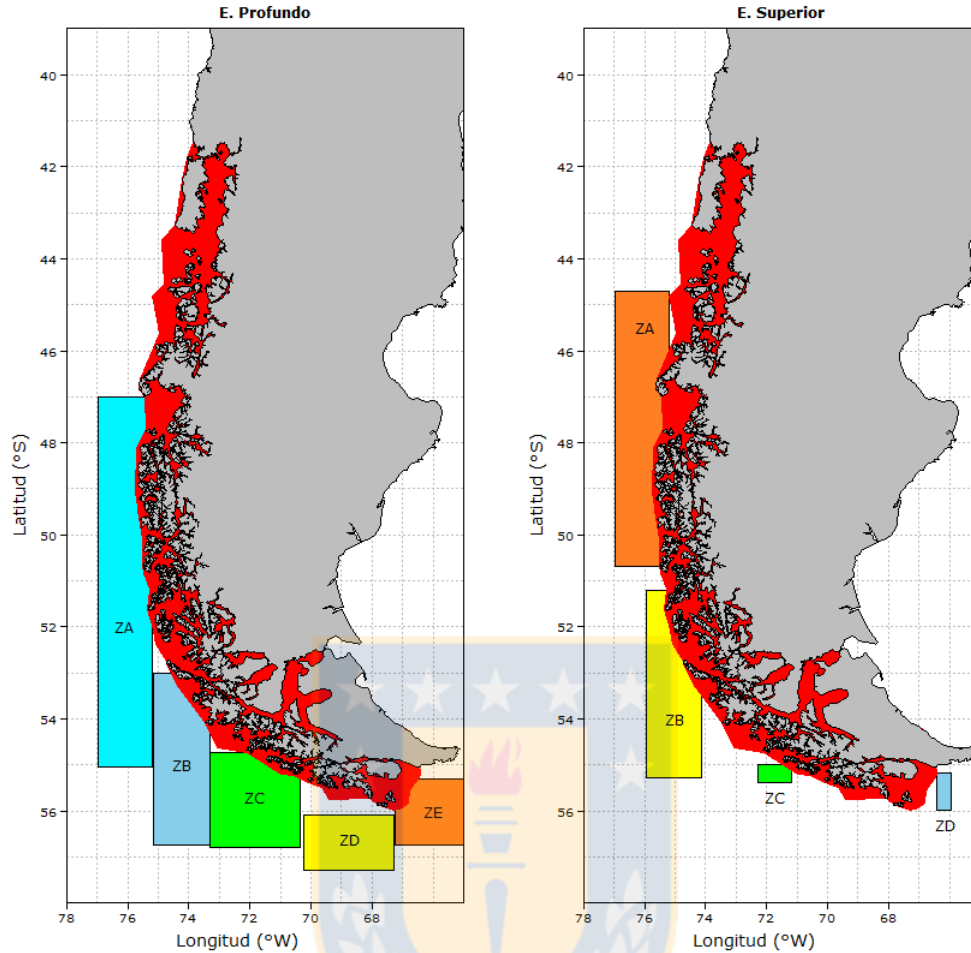 E. Profundo
40
42
44
46
48
50
52
54
56
Latitud (°S)
ZA
ZB
ZC
ZD
ZE
78
76
74
72
70
68
Longitud (°W)
E. Superior
40
42
44
46
48
50
52
54
56
Latitud (°S)
ZA
ZB
ZC
ZD
78
76
74
72
70
68
Longitud (°W)